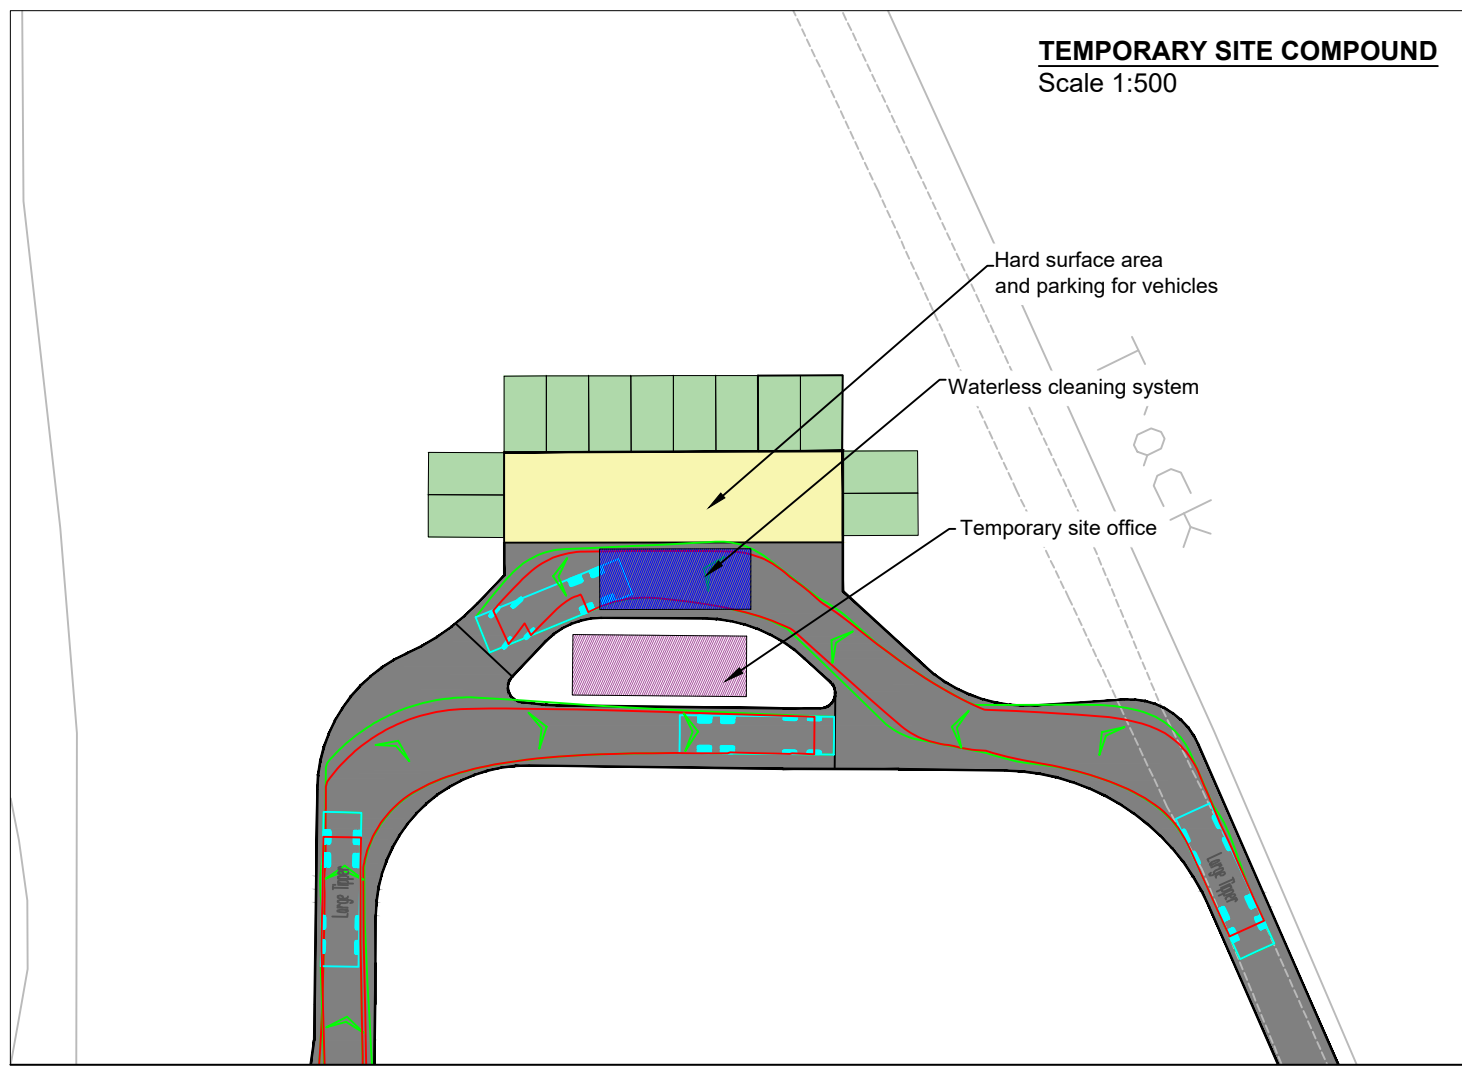 TEMPORARY SITE COMPOUND
Scale 1:500
Hard surface area
and parking for vehicles
Waterless cleaning system
Track
Temporary site office
Large Tipper
Large Tipper